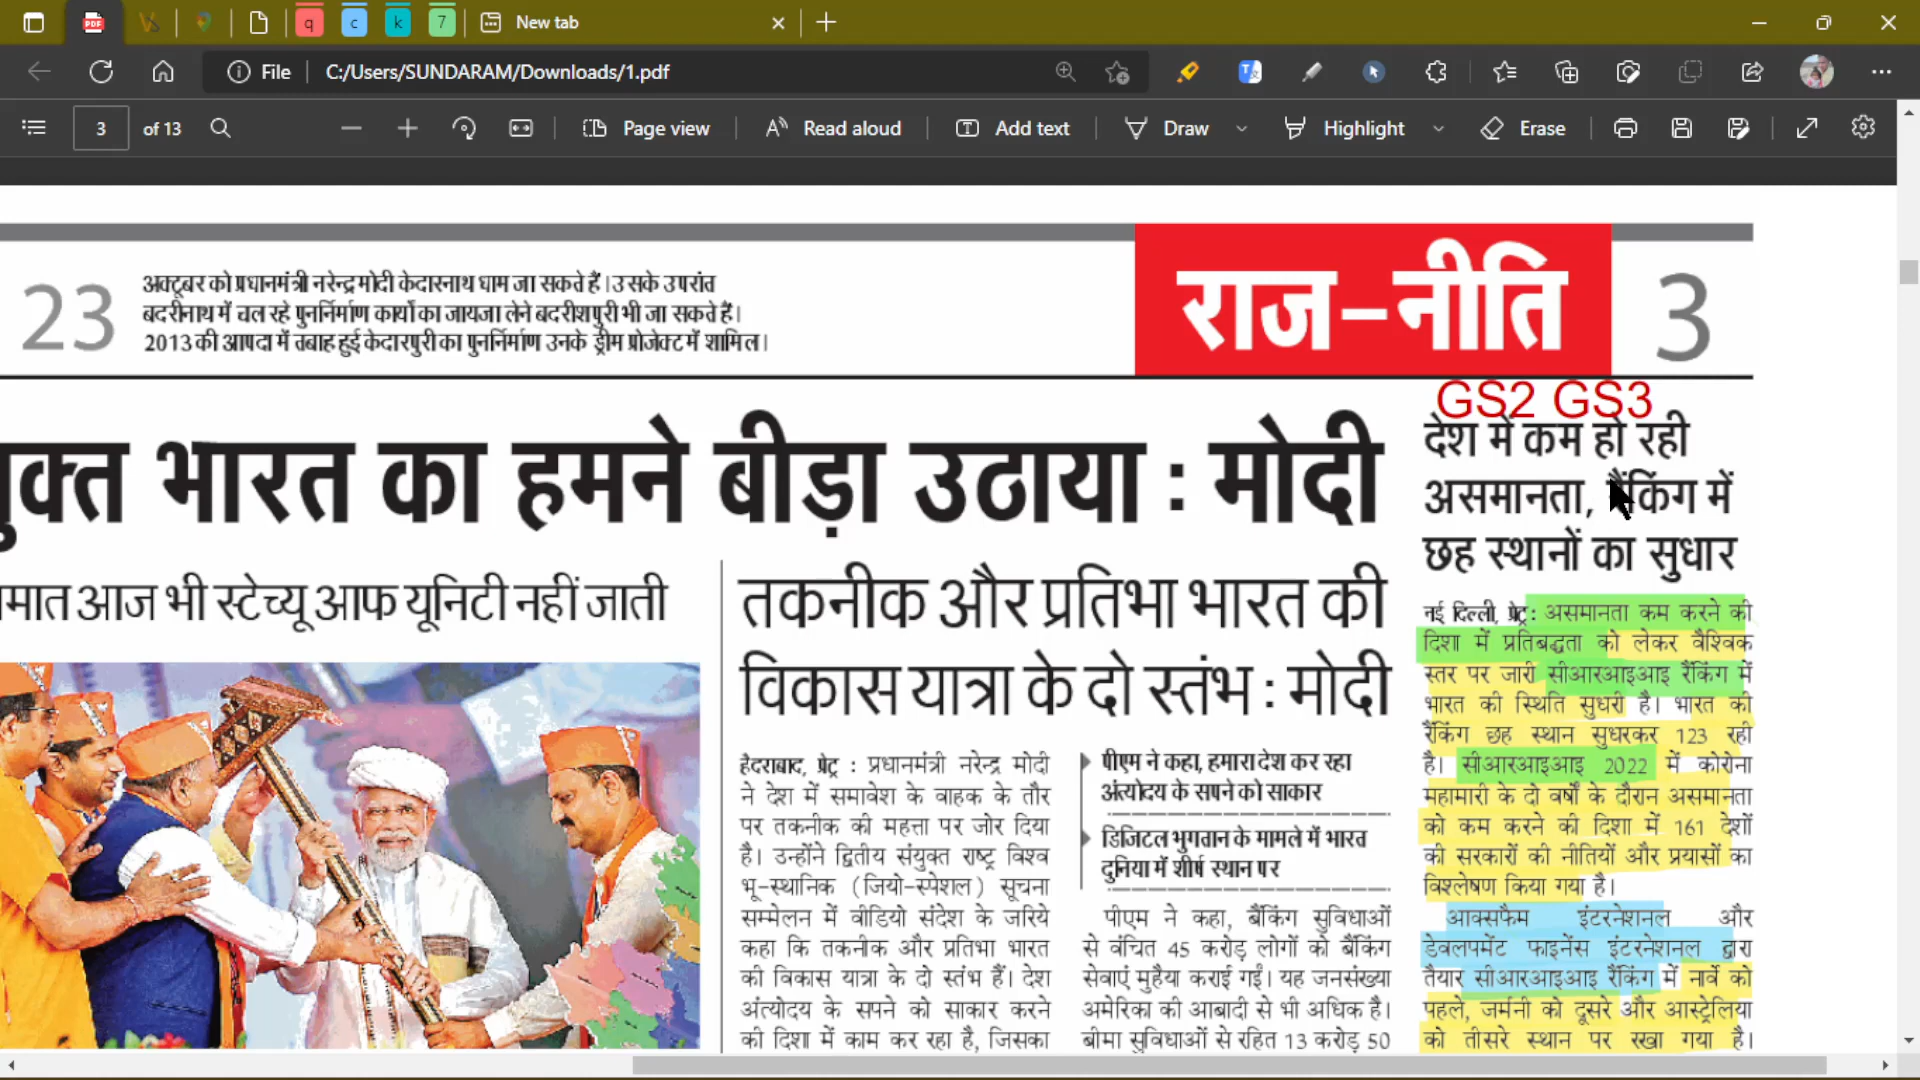 q
c
k
7
New tab
File
C:/Users/SUNDARAM/Downloads/1.pdf
3 of 13
Page view
Read aloud
Add text
Draw
Highlight
Erase
23
अक्टूबर को प्रधानमंत्री नरेन्द्र मोदी केदारनाथ धाम जा सकते हैं। उसके उपरांत
बदरीनाथ में चल रहे पुनर्निर्माण कार्यों का जायजा लेने बदरीशपुरी भी जा सकते हैं।
2013 की आपदा में तबाह हुई केदारपुरी का पुनर्निर्माण उनके ड्रीम प्रोजेक्ट में शामिल।
राज-नीति
3
युक्त भारत का हमने बीड़ा उठाया : मोदी
मात आज भी स्टेच्यू आफ यूनिटी नहीं जाती
तकनीक और प्रतिभा भारत की
विकास यात्रा के दो स्तंभ : मोदी
हैदराबाद, प्रेट्र : प्रधानमंत्री नरेन्द्र मोदी
ने देश में समावेश के वाहक के तौर
पर तकनीक की महत्ता पर जोर दिया
है। उन्होंने द्वितीय संयुक्त राष्ट्र विश्व
भू-स्थानिक (जियो-स्पेशल) सूचना
सम्मेलन में वीडियो संदेश के जरिये
कहा कि तकनीक और प्रतिभा भारत
की विकास यात्रा के दो स्तंभ हैं। देश
अंत्योदय के सपने को साकार करने
की दिशा में काम कर रहा है, जिसका
पीएम ने कहा, हमारा देश कर रहा
अंत्योदय के सपने को साकार
डिजिटल भुगतान के मामले में भारत
दुनिया में शीर्ष स्थान पर
पीएम ने कहा, बैंकिंग सुविधाओं
से वंचित 45 करोड़ लोगों को बैंकिंग
सेवाएं मुहैया कराई गईं। यह जनसंख्या
अमेरिका की आबादी से भी अधिक है।
बीमा सुविधाओं से रहित 13 करोड़ 50
GS2 GS3
देश में कम हो रही
असमानता, रैंकिंग में
छह स्थानों का सुधार
नई दिल्ली, प्रेट्र: असमानता कम करने की
दिशा में प्रतिबद्धता को लेकर वैश्विक
स्तर पर जारी सीआरआइआइ रैंकिंग में
भारत की स्थिति सुधरी है। भारत की
रैंकिंग छह स्थान सुधरकर 123 रही
है। सीआरआइआइ 2022 में कोरोना
महामारी के दो वर्षों के दौरान असमानता
को कम करने की दिशा में 161 देशों
की सरकारों की नीतियों और प्रयासों का
विश्लेषण किया गया है।
आक्सफैम इंटरनेशनल और
डेवलपमेंट फाइनेंस इंटरनेशनल द्वारा
तैयार सीआरआइआइ रैंकिंग में नार्वे को
पहले, जर्मनी को दूसरे और आस्ट्रेलिया
को तीसरे स्थान पर रखा गया है।